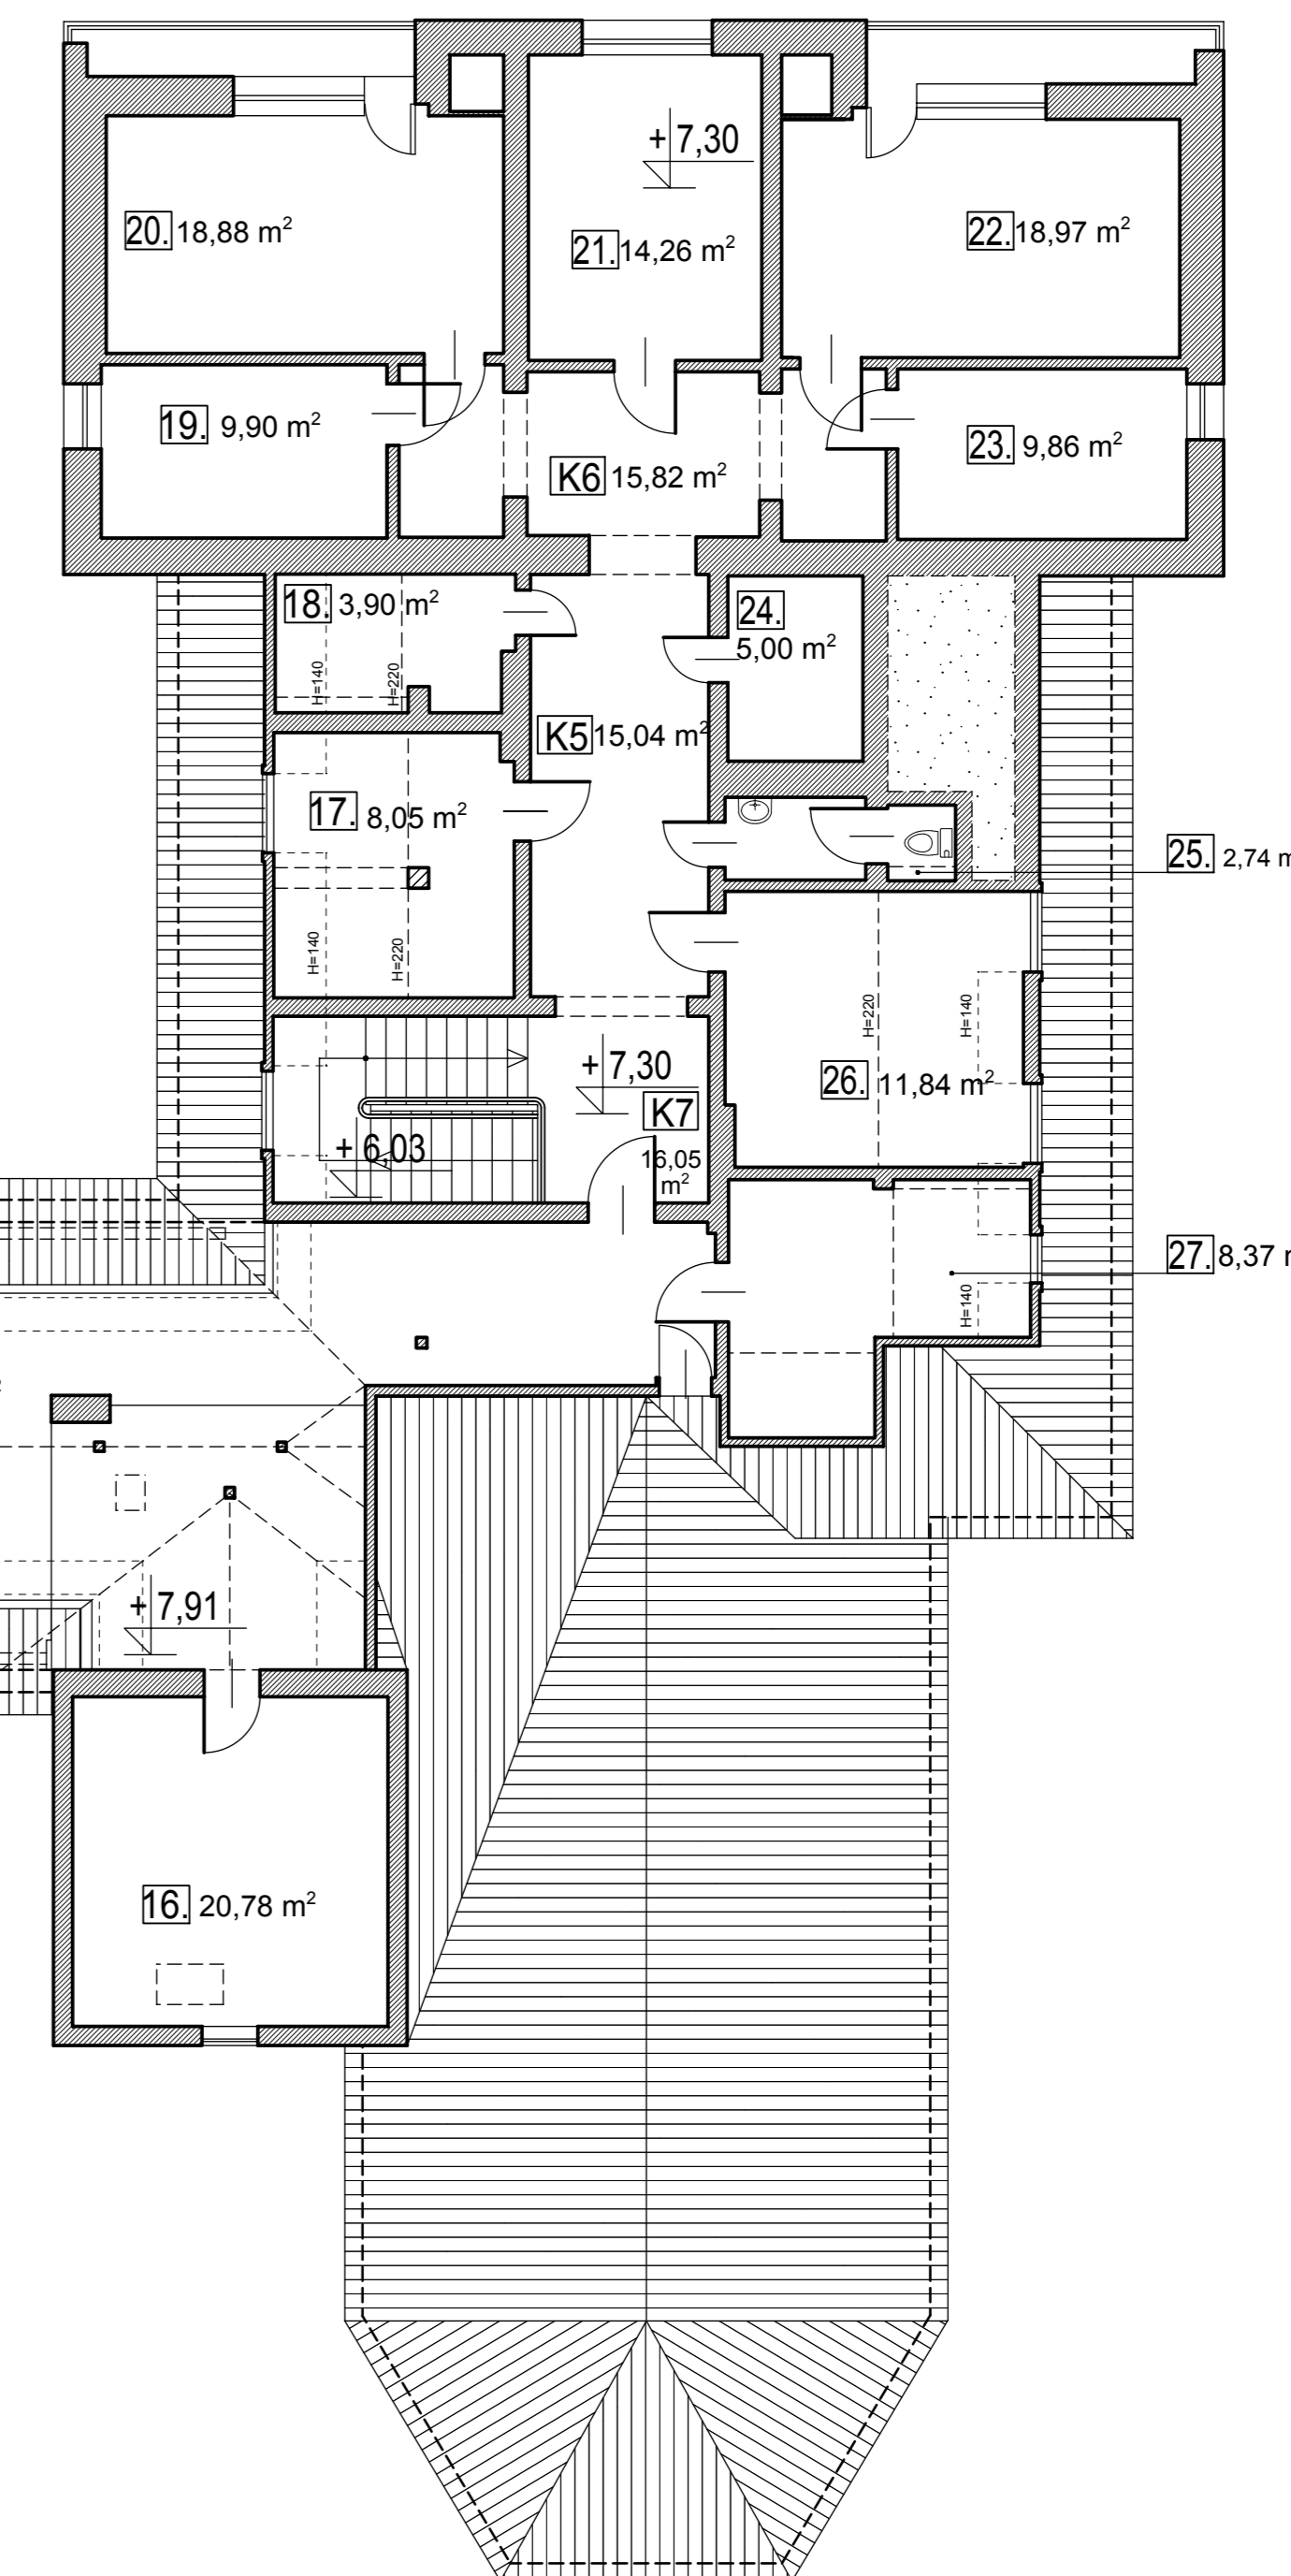 + 7,30
20. 18,88 m²
21. 14,26 m²
22. 18,97 m²
19. 9,90 m²
K6 15,82 m²
23. 9,86 m²
18. 3,90 m²
H=140
H=220
24.
5,00 m²
K5 15,04 m²
17. 8,05 m²
H=140
H=220
25. 2,74 m
H=220
H=140
26. 11,84 m²
+ 7,30
K7
16,05
m²
+ 6,03
27. 8,37 m
H=140
2
+ 7,91
16. 20,78 m²